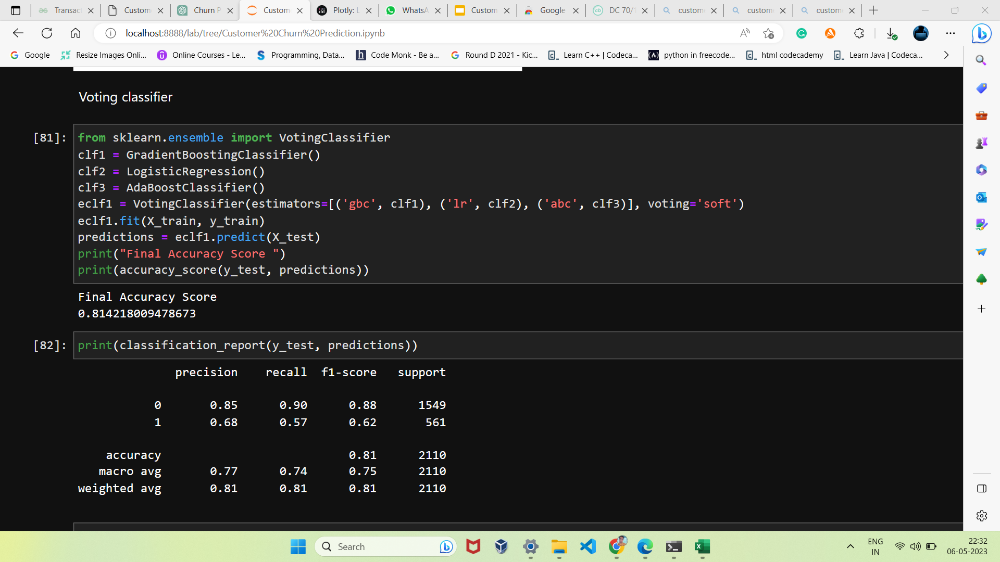 Transact
Custom
Churn P
Custom
Plotly: L
WhatsA
Custom
Google
DC 70/1
custome
custome
custome
localhost:8888/lab/tree/Customer%20Churn%20Prediction.ipynb
Google
Resize Images Onli...
Online Courses - Le...
Programming, Data...
Code Monk - Be a...
Round D 2021 - Kic...
Learn C++ | Codeca...
python in freecode...
html codecademy
Learn Java | Codeca...
Voting classifier
[81]:
from sklearn.ensemble import VotingClassifier
clf1 = GradientBoostingClassifier()
clf2 = LogisticRegression()
clf3 = AdaBoostClassifier()
eclf1 = VotingClassifier(estimators=[('gbc', clf1), ('lr', clf2), ('abc', clf3)], voting='soft')
eclf1.fit(X_train, y_train)
predictions = eclf1.predict(X_test)
print("Final Accuracy Score ")
print(accuracy_score(y_test, predictions))
Final Accuracy Score
0.814218009478673
[82]:
print(classification_report(y_test, predictions))
precision recall f1-score support
0 0.85 0.90 0.88 1549
1 0.68 0.57 0.62 561
accuracy 0.81 2110
macro avg 0.77 0.74 0.75 2110
weighted avg 0.81 0.81 0.81 2110
Search
ENG
IN
22:32
06-05-2023